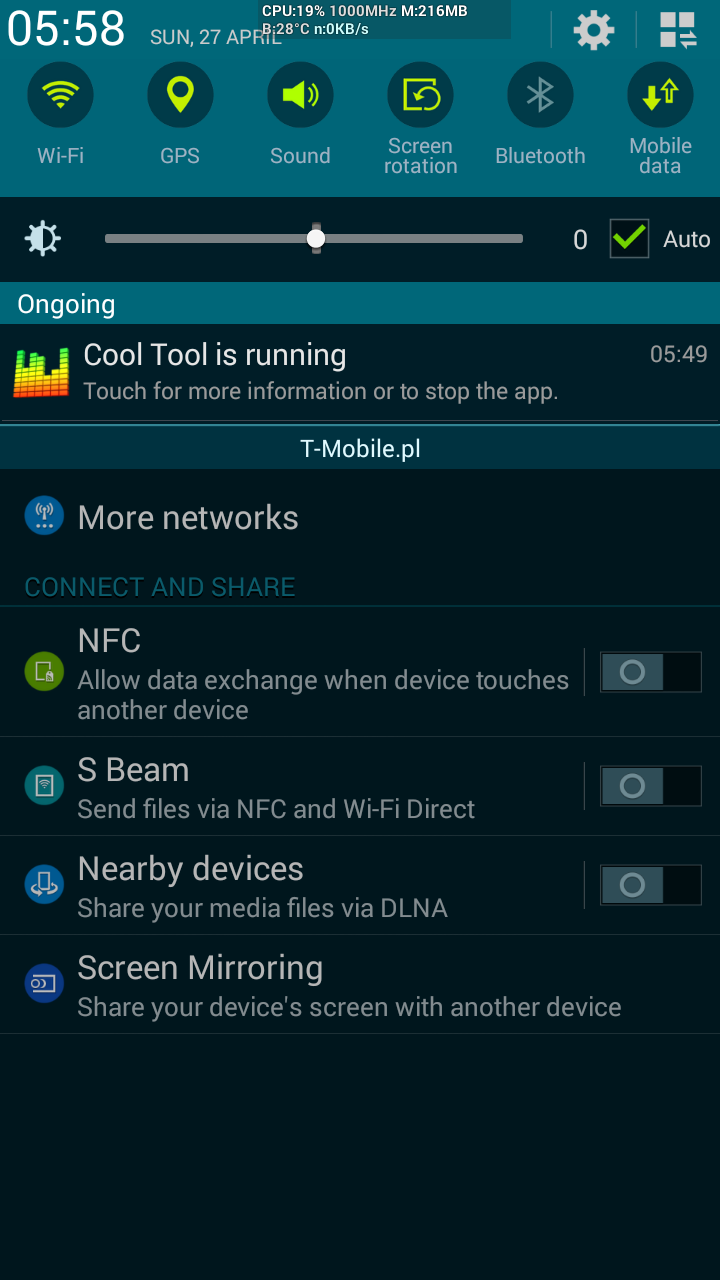 CPU:19% 1000MHz M:216MB
B:28°C n:0KB/s
05:58 SUN, 27 APRIL
Wi-Fi
GPS
Sound
Screen
rotation
Bluetooth
Mobile
data
0 Auto
Ongoing
Cool Tool is running 05:49
Touch for more information or to stop the app.
T-Mobile.pl
More networks
CONNECT AND SHARE
NFC
Allow data exchange when device touches
another device
S Beam
Send files via NFC and Wi-Fi Direct
Nearby devices
Share your media files via DLNA
Screen Mirroring
Share your device's screen with another device